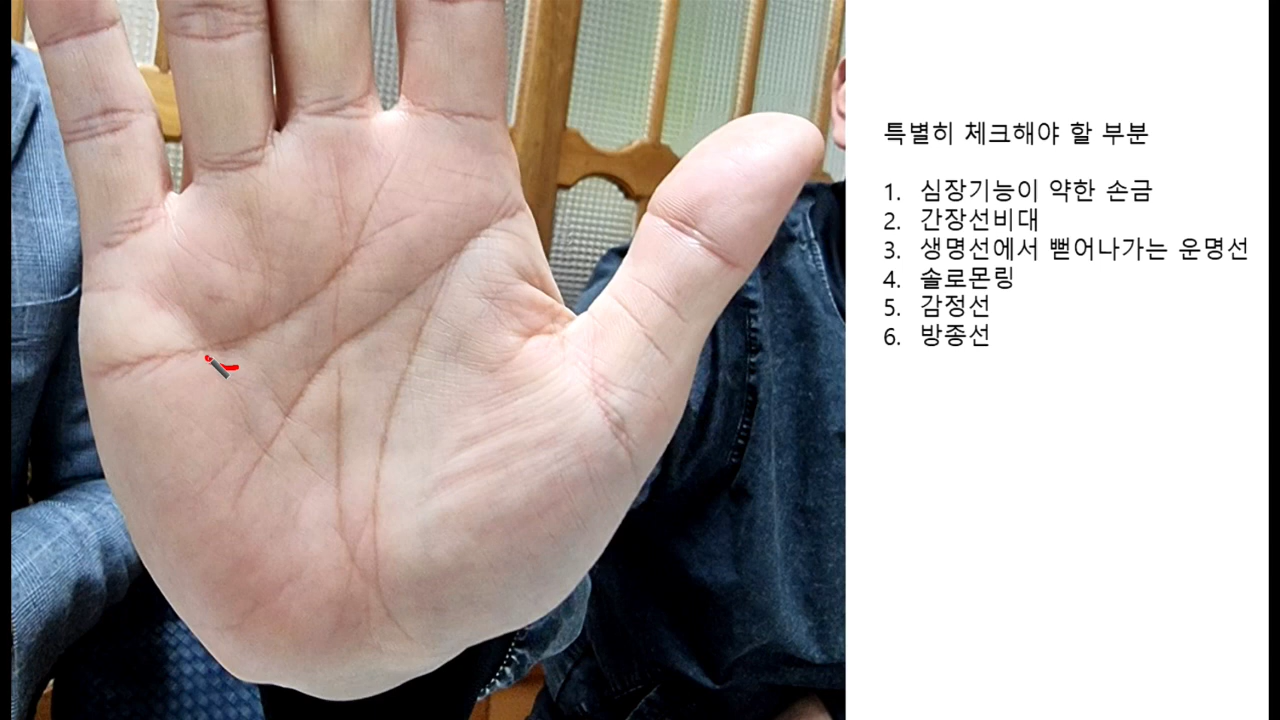 특별히 체크해야 할 부분
1. 심장기능이 약한 손금
2. 간장선비대
3. 생명선에서 뻗어나가는 운명선
4. 솔로몬링
5. 감정선
6. 방종선